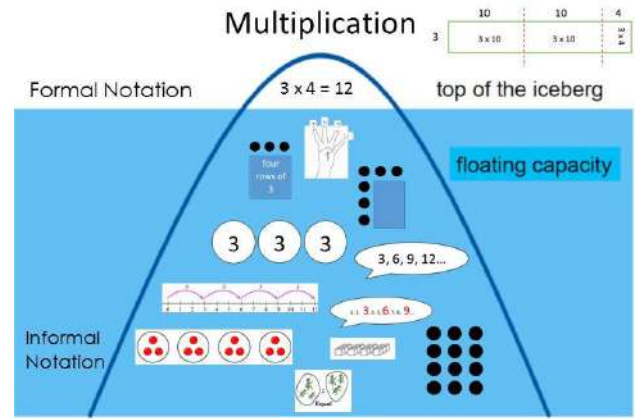 Multiplication
10 10 4
3 3 x 10 3 x 10 3 x 4
Formal Notation
3 x 4 = 12
top of the iceberg
four
rows of
3
floating capacity
3 3 3
3, 6, 9, 12...
3 6 9
Informal
Notation
Equal